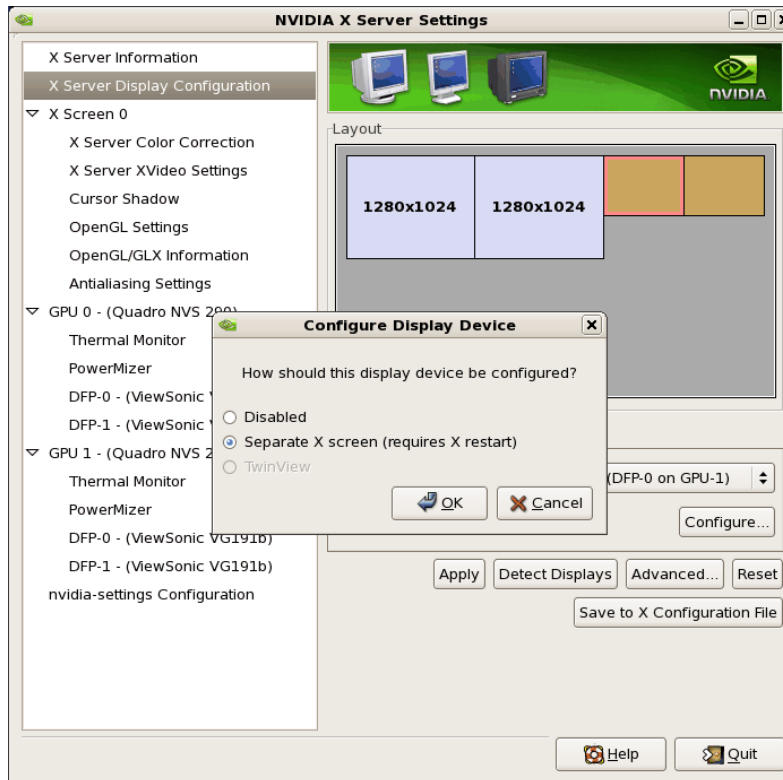 NVIDIA X Server Settings
X Server Information
X Server Display Configuration
X Screen 0
X Server Color Correction
X Server XVideo Settings
Cursor Shadow
OpenGL Settings
OpenGL/GLX Information
Antialiasing Settings
GPU 0 - (Quadro NVS 290)
Thermal Monitor
PowerMizer
DFP-0 - (ViewSonic
DFP-1 - (ViewSonic
GPU 1 - (Quadro NVS 2
Thermal Monitor
PowerMizer
DFP-0 - (ViewSonic VG191b)
DFP-1 - (ViewSonic VG191b)
nvidia-settings Configuration
NVIDIA.
Layout
1280x1024 1280x1024
Configure Display Device
How should this display device be configured?
Disabled
Separate X screen (requires X restart)
TwinView
OK Cancel
(DFP-0 on GPU-1)
Configure...
Apply Detect Displays Advanced... Reset
Save to X Configuration File
Help Quit